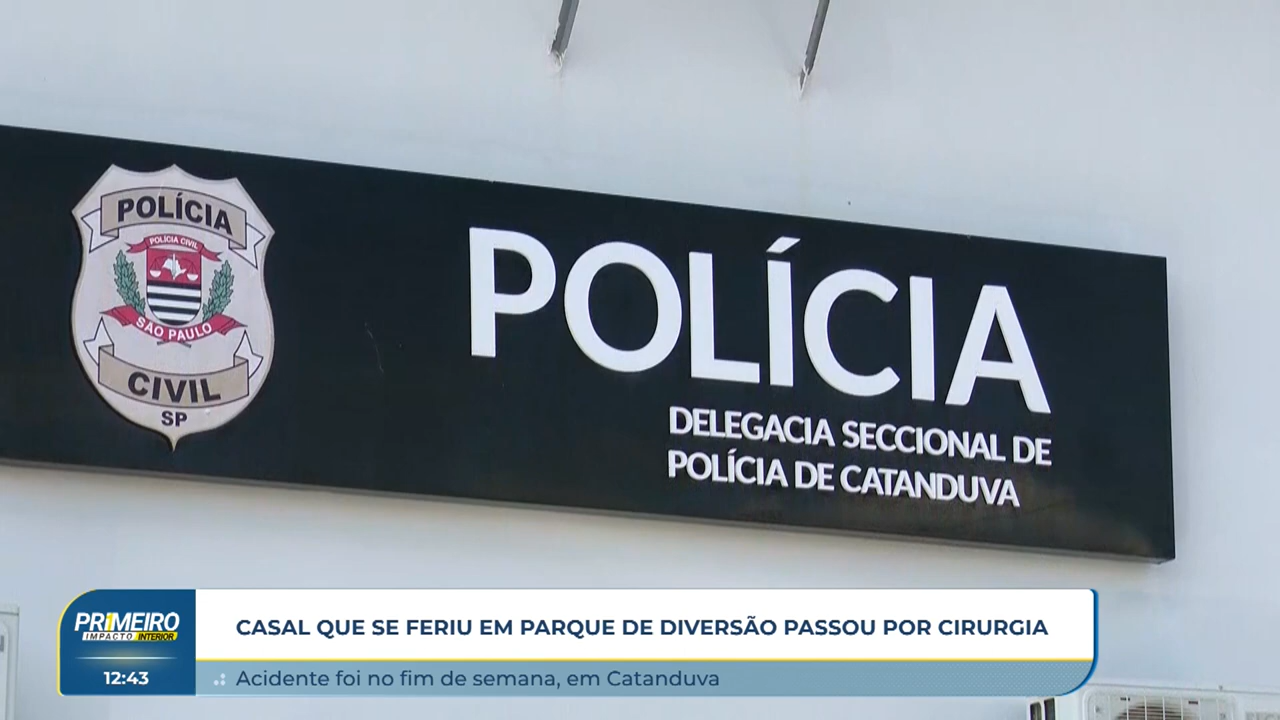 POLÍCIA
POLÍCIA CIVIL
SÃO PAULO
CIVIL
SP
POLÍCIA
DELEGACIA SECCIONAL DE
POLÍCIA DE CATANDUVA
PR1MEIRO
IMPACTO INTERIOR
12:43
CASAL QUE SE FERIU EM PARQUE DE DIVERSÃO PASSOU POR CIRURGIA
Acidente foi no fim de semana, em Catanduva